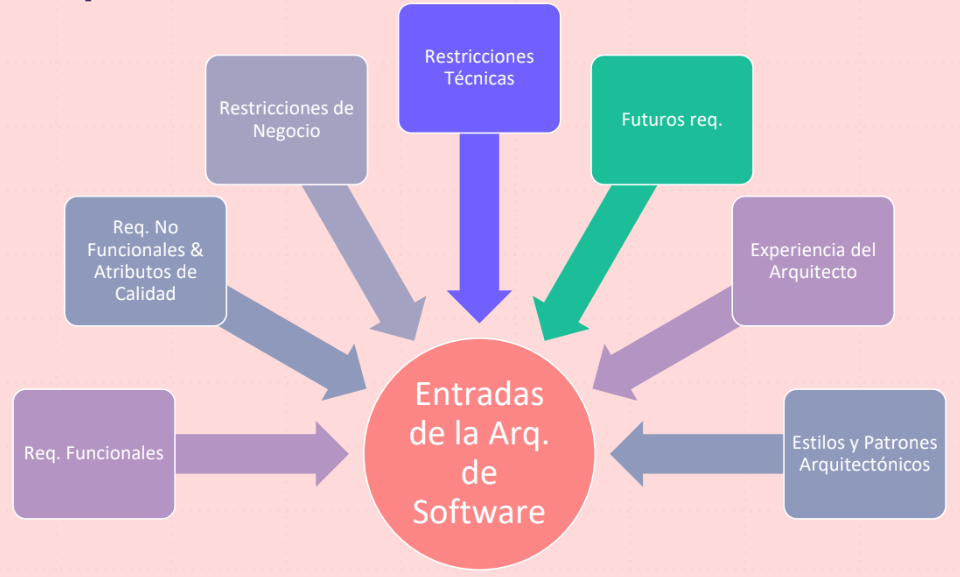 Restricciones
Técnicas
Restricciones de
Negocio
Futuros req.
Req. No
Funcionales &
Atributos de
Calidad
Experiencia del
Arquitecto
Entradas
de la Arq.
de
Software
Req. Funcionales
Estilos y Patrones
Arquitectónicos